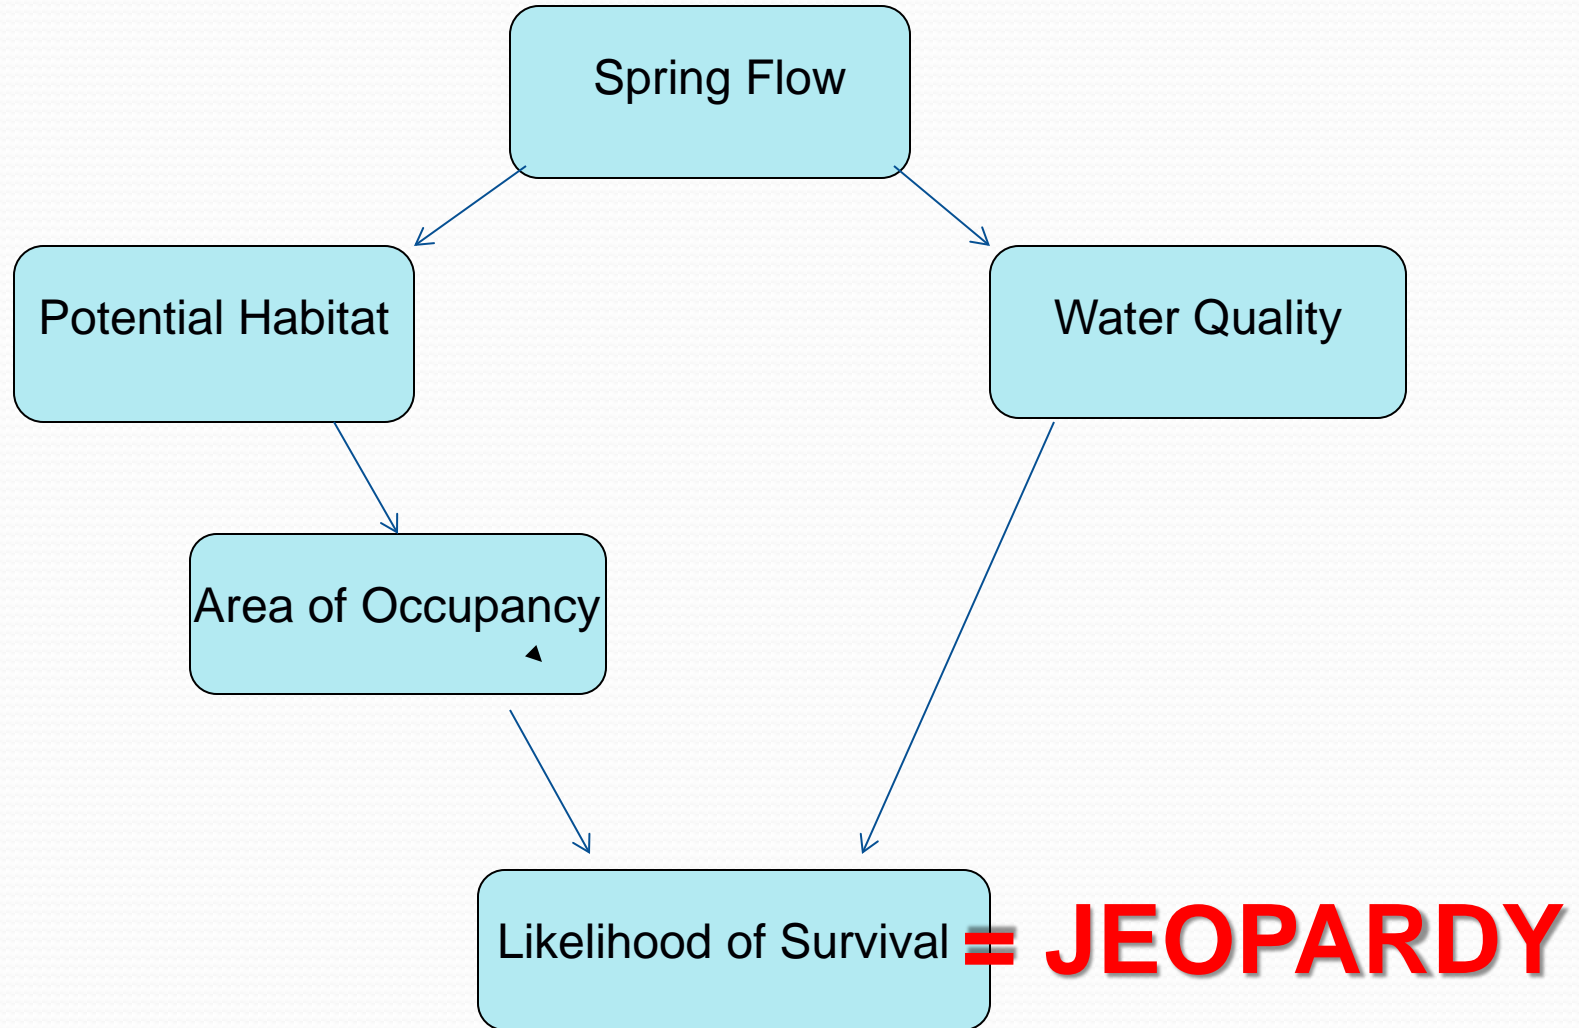 Spring Flow
Potential Habitat
Water Quality
Area of Occupancy
Likelihood of Survival = JEOPARDY